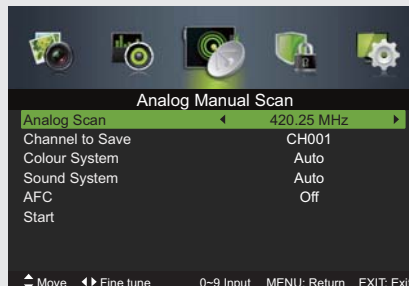 Analog Manual Scan
Analog Scan 420.25 MHz
Channel to Save CH001
Colour System Auto
Sound System Auto
AFC Off
Start
Move Fine tune 0~9 Input MENU: Return EXIT: Exit